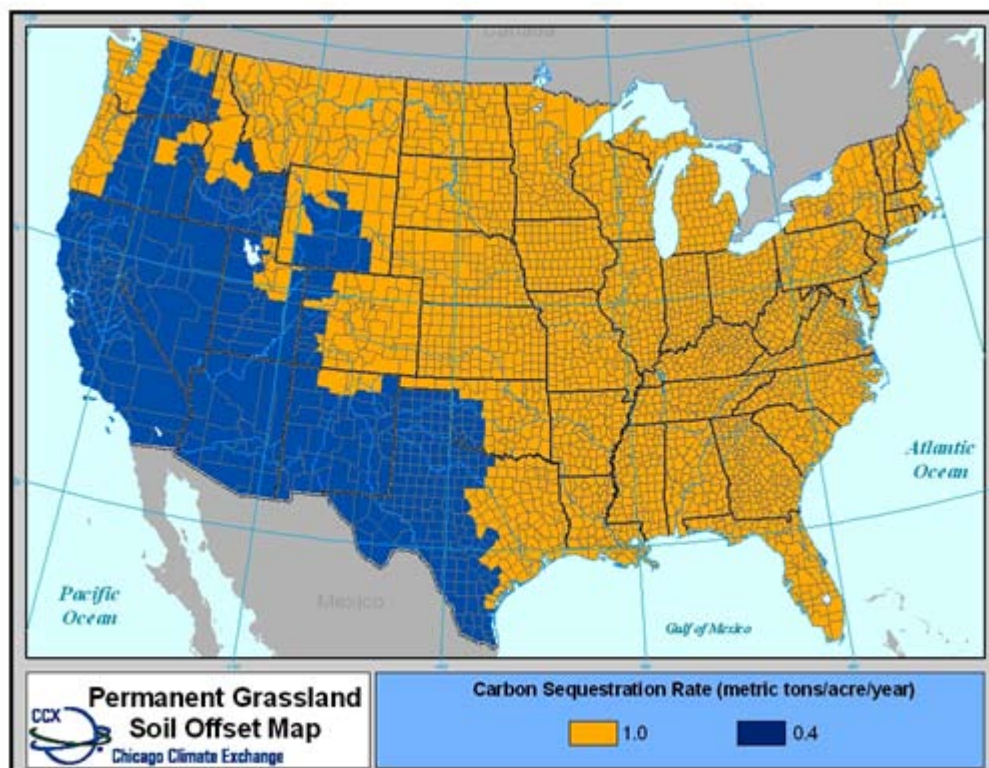 Canada
Atlantic
Ocean
Pacific
Ocean
Mexico
Gulf of Mexico
CCX
Permanent Grassland
Soil Offset Map
Chicago Climate Exchange
Carbon Sequestration Rate (metric tons/acre/year)
1.0
0.4